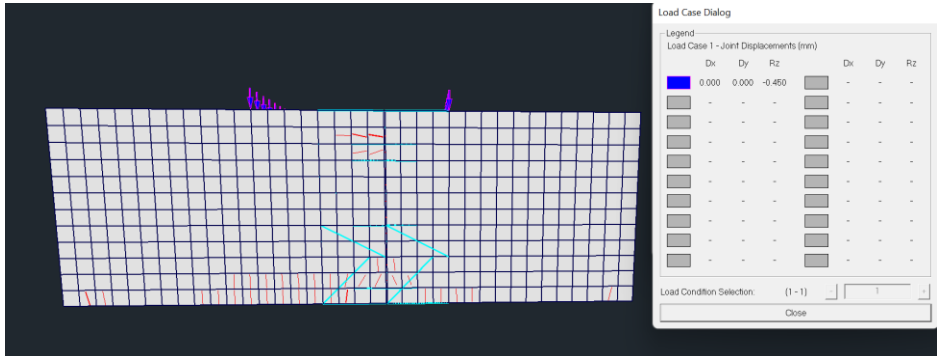 Load Case Dialog
Legend
Load Case 1 - Joint Displacements (mm)
Dx Dy Rz Dx Dy Rz
0.000 0.000 -0.450 - - -
- - - - - -
- - - - - -
- - - - - -
- - - - - -
- - - - - -
- - - - - -
- - - - - -
- - - - - -
- - - - - -
Load Condition Selection: (1 - 1) - 1 +
Close